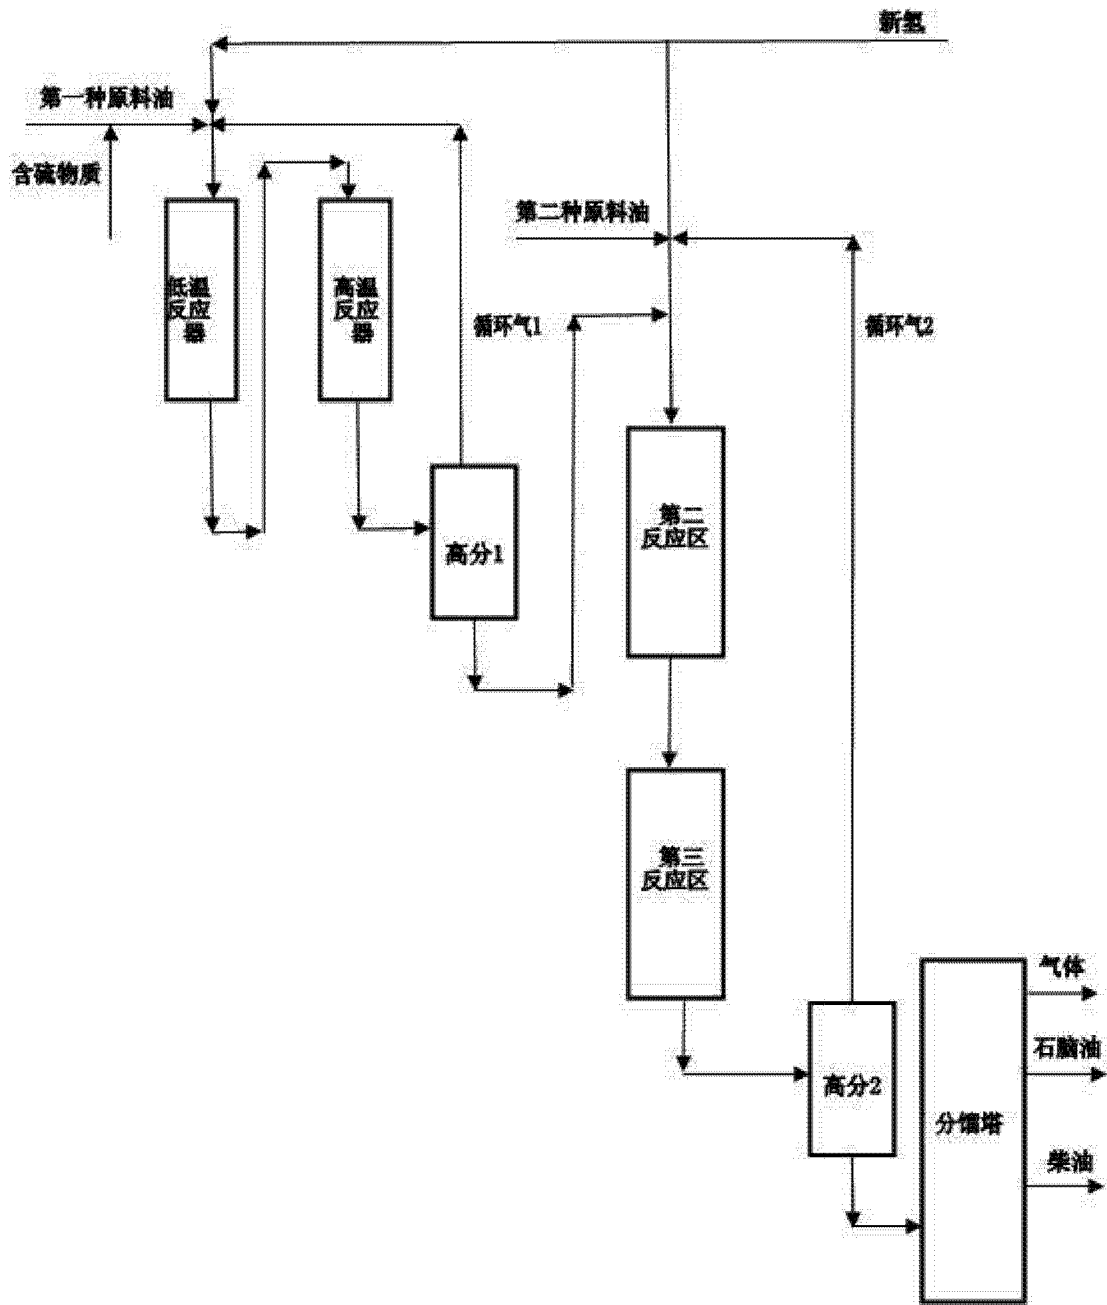 新氢
第一种原料油
含硫物质
第二种原料油
低温
反应
器
高温
反应
器
循环气1
循环气2
第二
反应区
高分1
第三
反应区
气体
石脑油
高分2
分馏塔
柴油